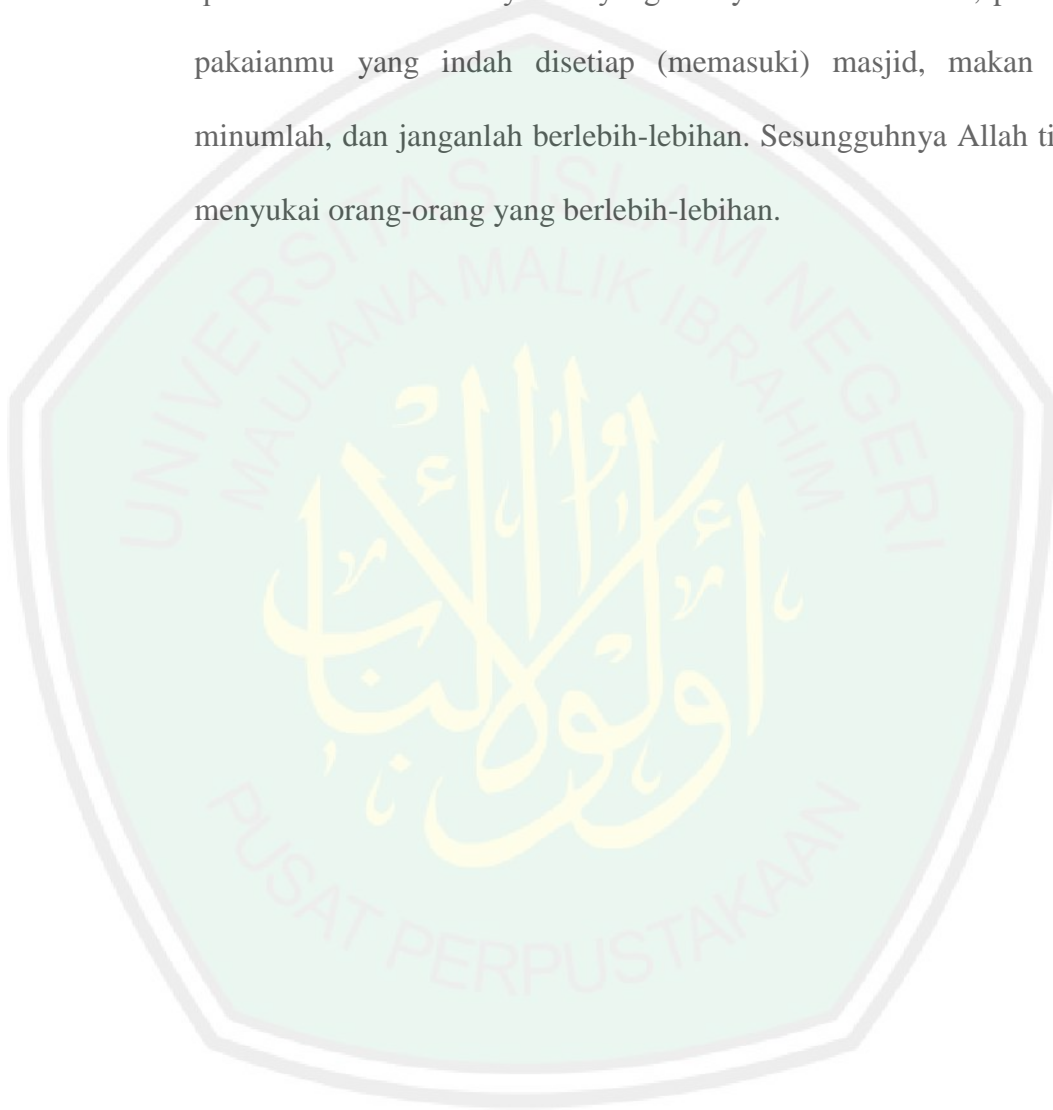 pakaianmu yang indah disetiap (memasuki) masjid, makan
minumlah, dan janganlah berlebih-lebihan. Sesungguhnya Allah ti
menyukai orang-orang yang berlebih-lebihan.
UNIVERSITAS ISLAM NEGERI
MAULANA MALIK IBRAHIM
PUSAT PERPUSTAKAAN